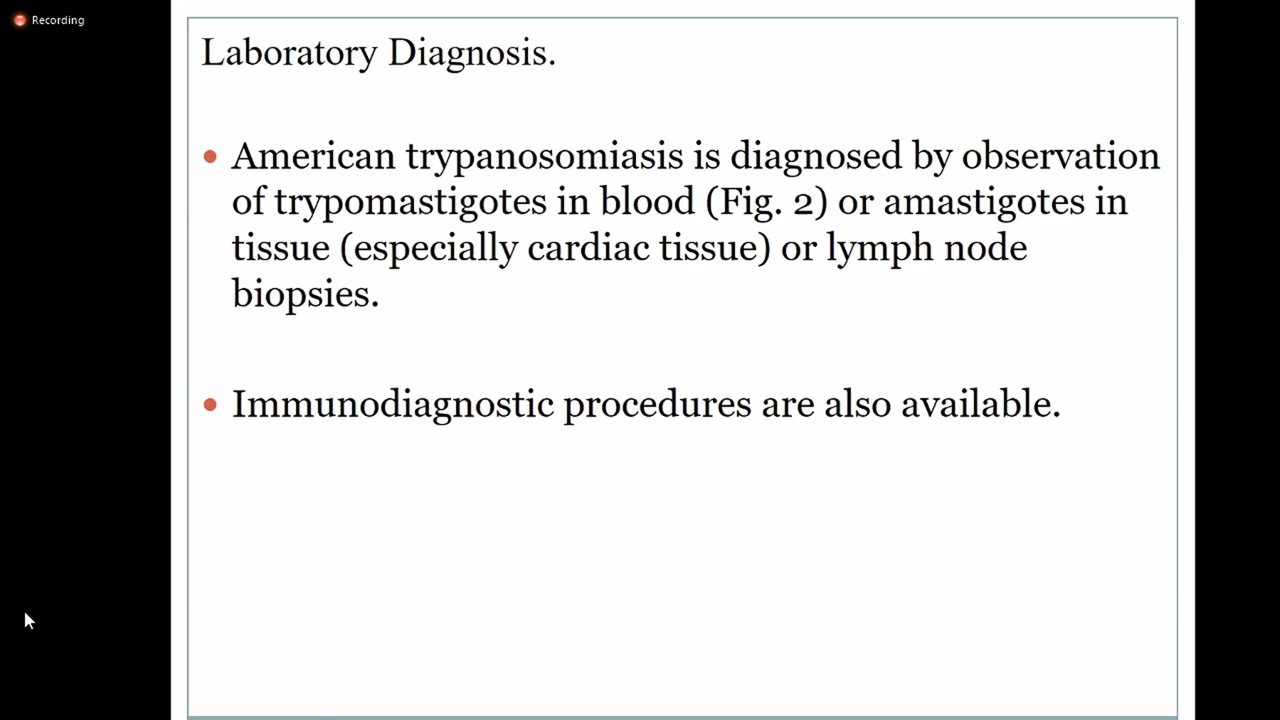 Recording
Laboratory Diagnosis.
• American trypanosomiasis is diagnosed by observation
of trypomastigotes in blood (Fig. 2) or amastigotes in
tissue (especially cardiac tissue) or lymph node
biopsies.
• Immunodiagnostic procedures are also available.